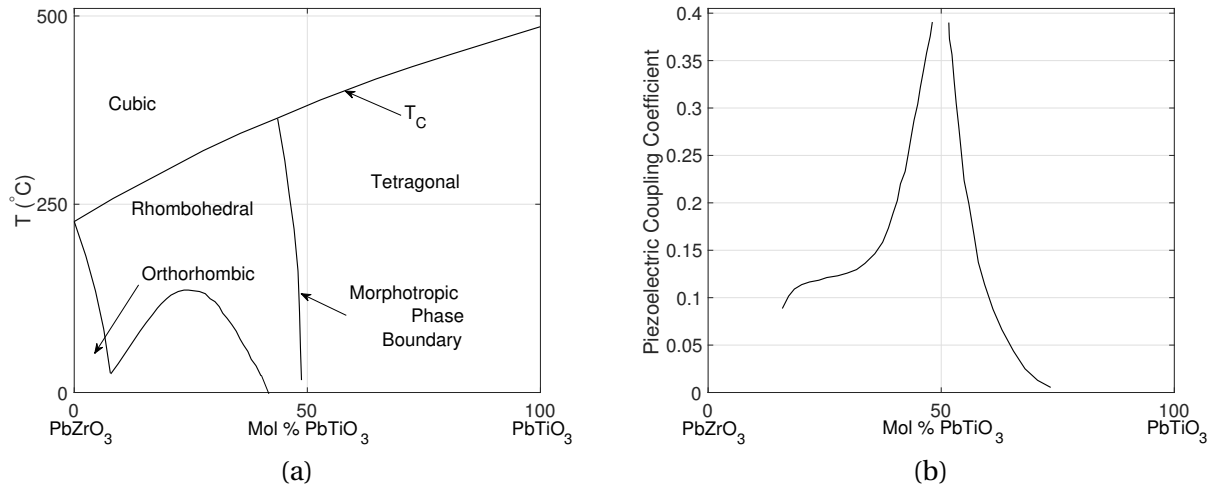 500
250
0
T (°C)
Cubic
T_C
Tetragonal
Rhombohedral
Orthorhombic
Morphotropic
Phase
Boundary
0 50 100
PbZrO₃ Mol % PbTiO₃ PbTiO₃
(a)
0.4
0.35
0.3
0.25
0.2
0.15
0.1
0.05
0
Piezoelectric Coupling Coefficient
0 50 100
PbZrO₃ Mol % PbTiO₃ PbTiO₃
(b)